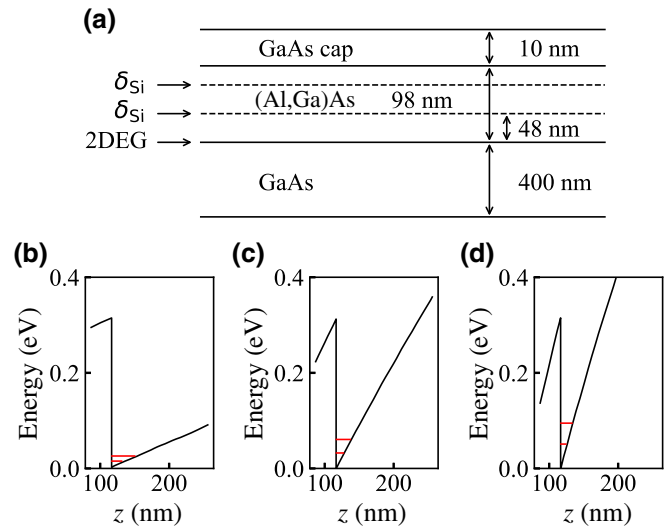 (a)
GaAs cap 10 nm
δSi
(Al,Ga)As 98 nm
δSi
48 nm
2DEG
GaAs 400 nm
(b) (c) (d)
0.4 0.4 0.4
Energy (eV) Energy (eV) Energy (eV)
0.2 0.2 0.2
0.0 0.0 0.0
100 200 100 200 100 200
z (nm) z (nm) z (nm)